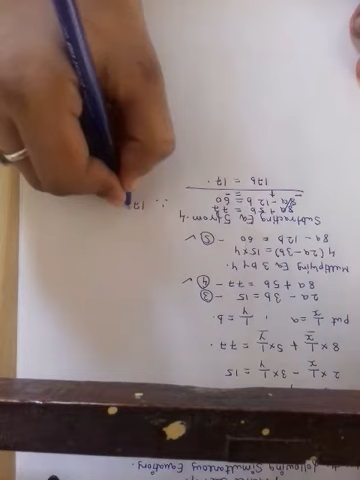 following Simultaneous Equation.
2 x 1/x - 3 x 1/y = 15
8 x 1/x + 5 x 1/y = 77.
put 1/x = a , 1/y = b.
2a - 3b = 15 - ③
8a + 5b = 77 - ④
Multiplying Eq 3 by 4.
4(2a - 3b) = 15 x 4
8a - 12b = 60 - ⑤
Subtracting Eq 5 from 4
8a + 5b = 77
8a - 12b = 60
- + -
17b = 17.
∴ 17